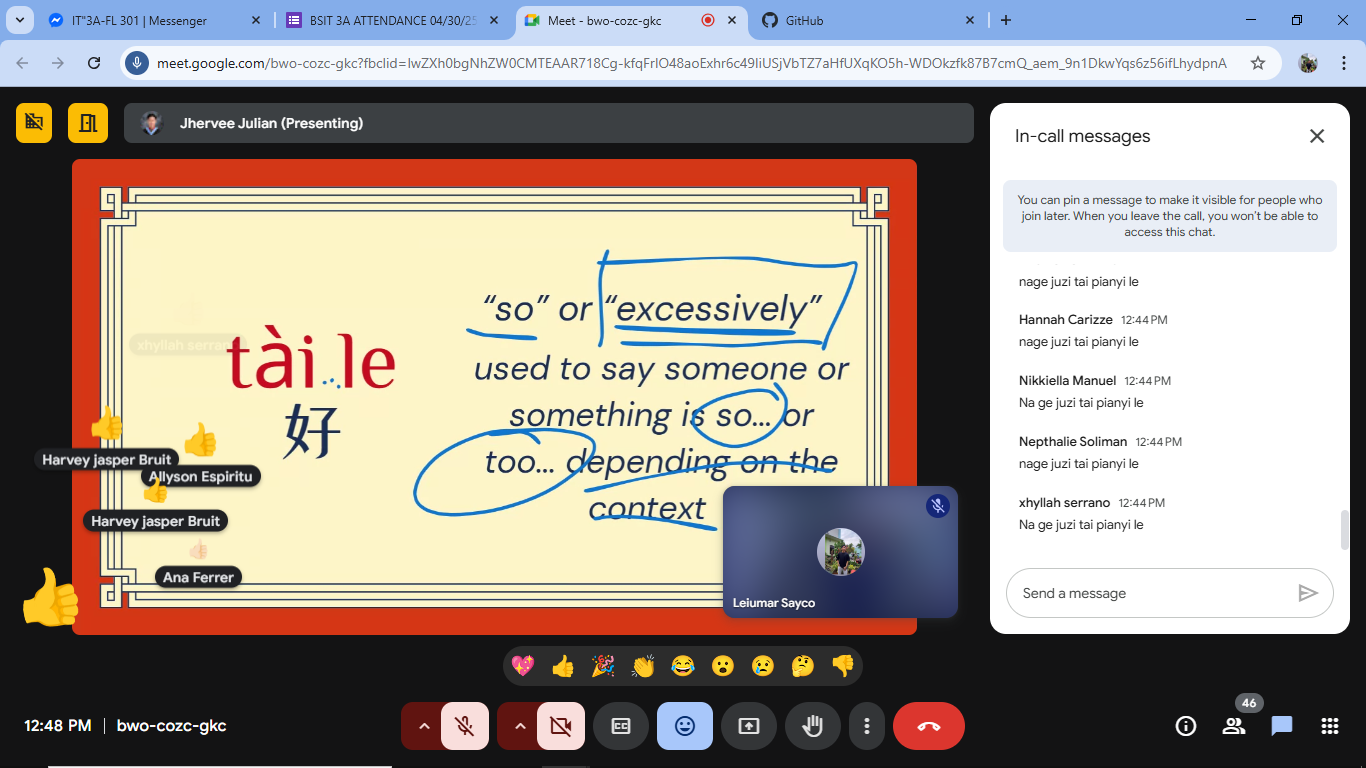 IT"3A-FL 301 | Messenger
BSIT 3A ATTENDANCE 04/30/25
Meet - bwo-cozc-gkc
GitHub
meet.google.com/bwo-cozc-gkc?fbclid=IwZXh0bgNhZW0CMTEAAR718Cg-kfqFrIO48aoExhr6c49IiUSjVbTZ7aHfUXqKO5h-WDOkzfk87B7cmQ_aem_9n1DkwYqs6z56ifLhydpnA
Jhervee Julian (Presenting)
xhyllah serrano
tài...le
好
“so” or “excessively”
used to say someone or
something is so... or
too... depending on the
context
Harvey jasper Bruit
Allyson Espiritu
Harvey jasper Bruit
Ana Ferrer
Leiumar Sayco
In-call messages
You can pin a message to make it visible for people who
join later. When you leave the call, you won't be able to
access this chat.
nage juzi tai pianyi le
Hannah Carizze 12:44 PM
nage juzi tai pianyi le
Nikkiella Manuel 12:44 PM
Na ge juzi tai pianyi le
Nepthalie Soliman 12:44 PM
nage juzi tai pianyi le
xhyllah serrano 12:44 PM
Na ge juzi tai pianyi le
Send a message
12:48 PM | bwo-cozc-gkc
46